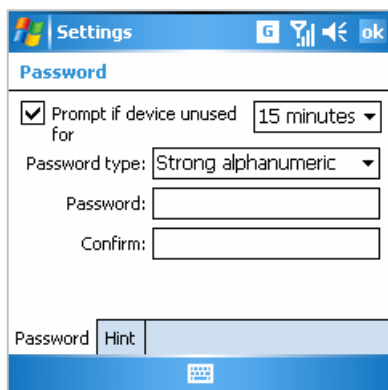 Settings G ok
Password
Prompt if device unused 15 minutes
for
Password type: Strong alphanumeric
Password:
Confirm:
Password Hint